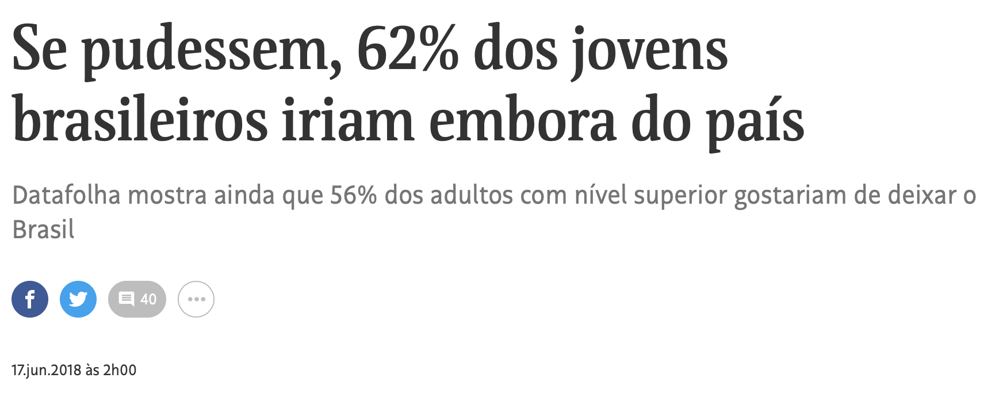 Se pudessem, 62% dos jovens
brasileiros iriam embora do país
Datafolha mostra ainda que 56% dos adultos com nível superior gostariam de deixar o
Brasil
40
17.jun.2018 às 2h00